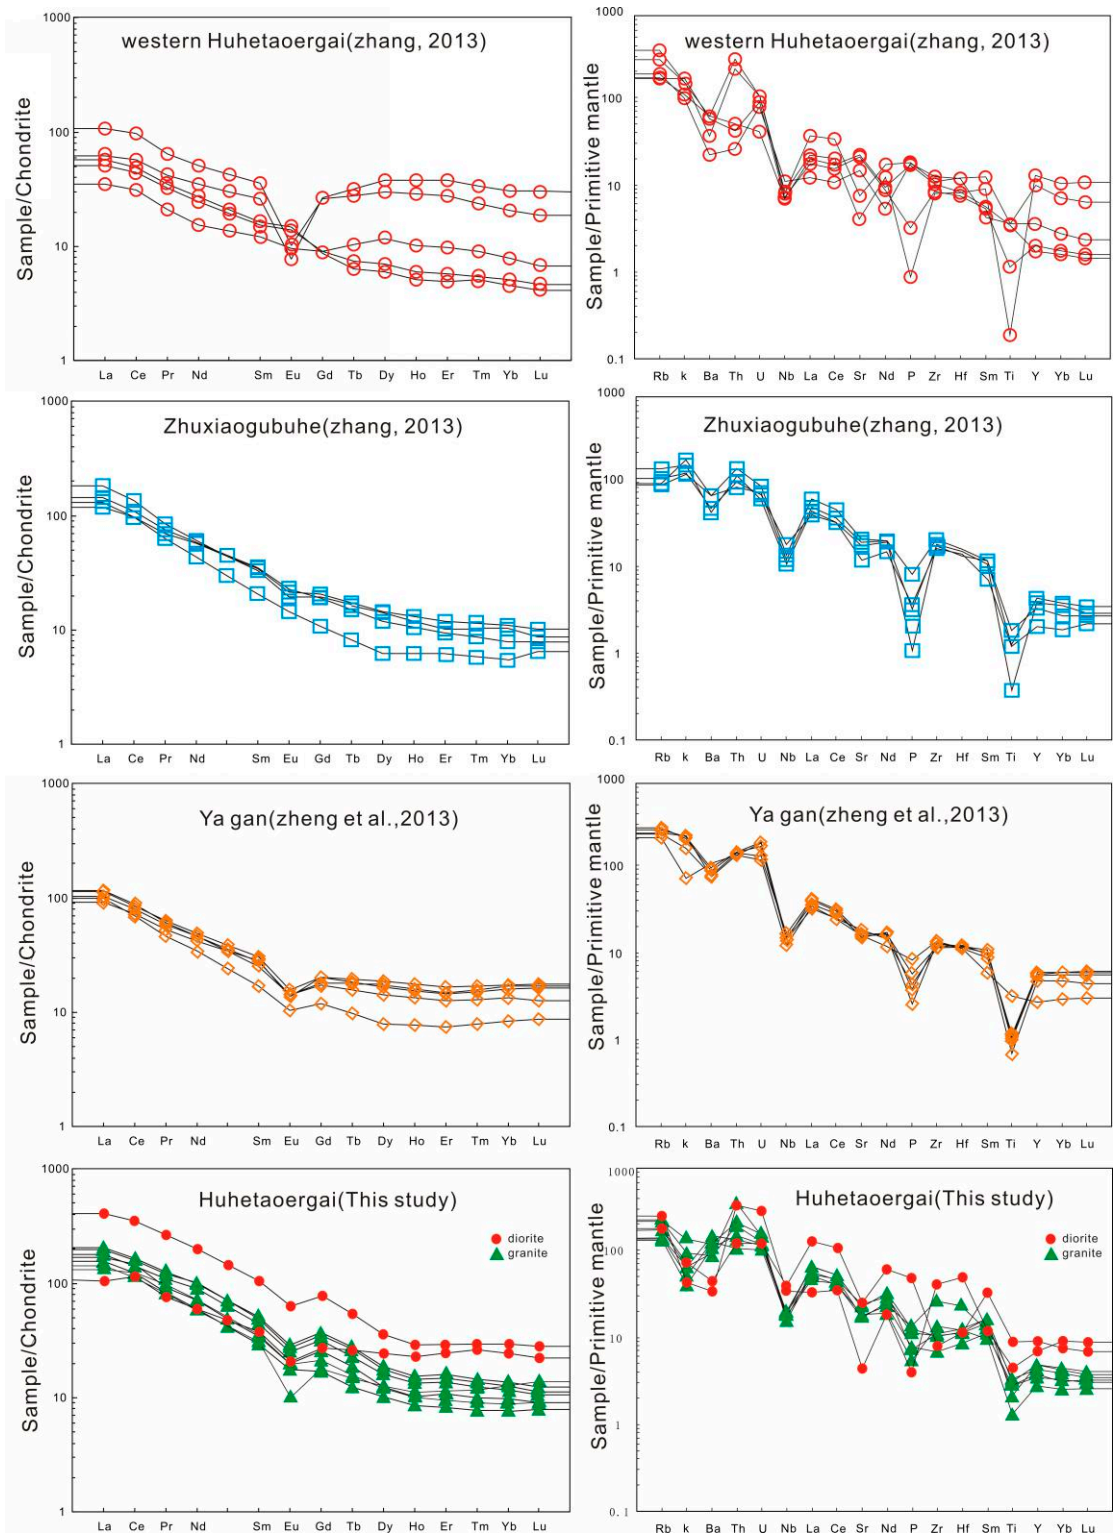 western Huhetaoergai(zhang, 2013)
Sample/Chondrite
1000
100
10
1
La Ce Pr Nd Sm Eu Gd Tb Dy Ho Er Tm Yb Lu
western Huhetaoergai(zhang, 2013)
Sample/Primitive mantle
1000
100
10
1
0.1
Rb k Ba Th U Nb La Ce Sr Nd P Zr Hf Sm Ti Y Yb Lu
Zhuxiaogubuhe(zhang, 2013)
Sample/Chondrite
1000
100
10
1
La Ce Pr Nd Sm Eu Gd Tb Dy Ho Er Tm Yb Lu
Zhuxiaogubuhe(zhang, 2013)
Sample/Primitive mantle
1000
100
10
1
0.1
Rb k Ba Th U Nb La Ce Sr Nd P Zr Hf Sm Ti Y Yb Lu
Ya gan(zheng et al.,2013)
Sample/Chondrite
1000
100
10
1
La Ce Pr Nd Sm Eu Gd Tb Dy Ho Er Tm Yb Lu
Ya gan(zheng et al.,2013)
Sample/Primitive mantle
1000
100
10
1
0.1
Rb k Ba Th U Nb La Ce Sr Nd P Zr Hf Sm Ti Y Yb Lu
Huhetaoergai(This study)
diorite
granite
Sample/Chondrite
1000
100
10
1
La Ce Pr Nd Sm Eu Gd Tb Dy Ho Er Tm Yb Lu
Huhetaoergai(This study)
diorite
granite
Sample/Primitive mantle
1000
100
10
1
0.1
Rb k Ba Th U Nb La Ce Sr Nd P Zr Hf Sm Ti Y Yb Lu